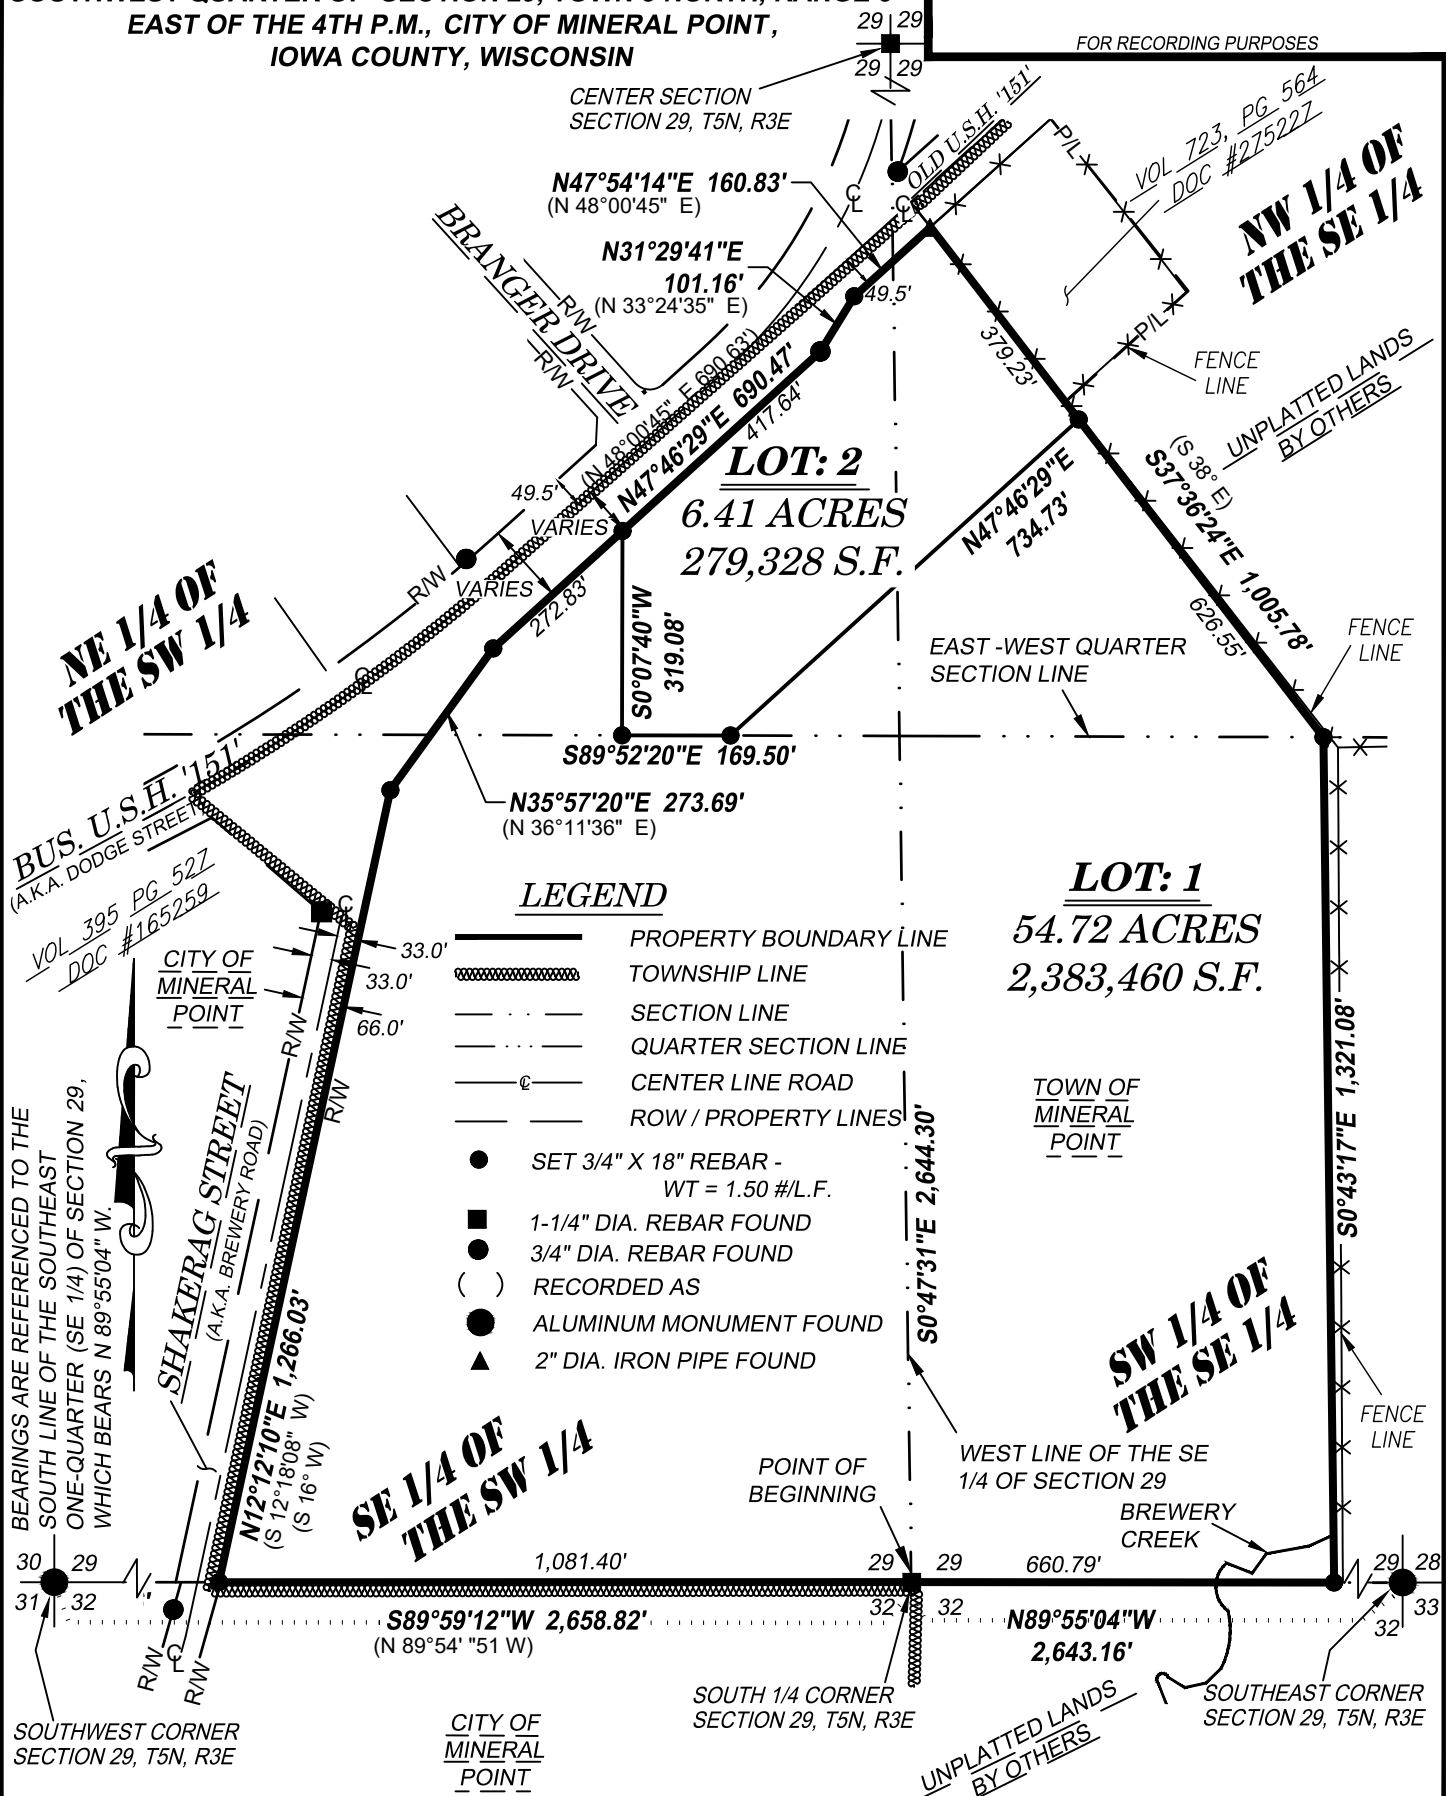 EAST OF THE 4TH P.M., CITY OF MINERAL POINT,
IOWA COUNTY, WISCONSIN
FOR RECORDING PURPOSES
29 29
29 29
CENTER SECTION
SECTION 29, T5N, R3E
OLD U.S.H. '151'
P/L
VOL 723, PG 564
DOC #275227
NW 1/4 OF
THE SE 1/4
N47°54'14"E 160.83'
(N 48°00'45" E)
N31°29'41"E
101.16'
(N 33°24'35" E)
℄
℄
49.5'
BRANGER DRIVE
R/W
R/W
379.23'
P/L
FENCE
LINE
UNPLATTED LANDS
BY OTHERS
(N 48°00'45" E 690.63')
N47°46'29"E 690.47'
417.64'
LOT: 2
6.41 ACRES
279,328 S.F.
(S 38° E)
S37°36'24"E 1,005.78'
626.55'
N47°46'29"E
734.73'
49.5'
VARIES
VARIES
R/W
272.83'
NE 1/4 OF
THE SW 1/4
℄
S0°07'40"W
319.08'
EAST -WEST QUARTER
SECTION LINE
FENCE
LINE
S89°52'20"E 169.50'
N35°57'20"E 273.69'
(N 36°11'36" E)
BUS. U.S.H. '151'
(A.K.A. DODGE STREET)
VOL 395 PG 527
DOC #165259
℄
33.0'
33.0'
66.0'
CITY OF
MINERAL
POINT
R/W
R/W
LEGEND
PROPERTY BOUNDARY LINE
TOWNSHIP LINE
SECTION LINE
QUARTER SECTION LINE
℄ CENTER LINE ROAD
ROW / PROPERTY LINES
SET 3/4" X 18" REBAR -
WT = 1.50 #/L.F.
1-1/4" DIA. REBAR FOUND
3/4" DIA. REBAR FOUND
( ) RECORDED AS
ALUMINUM MONUMENT FOUND
2" DIA. IRON PIPE FOUND
LOT: 1
54.72 ACRES
2,383,460 S.F.
TOWN OF
MINERAL
POINT
S0°43'17"E 1,321.08'
S0°47'31"E 2,644.30'
BEARINGS ARE REFERENCED TO THE
SOUTH LINE OF THE SOUTHEAST
ONE-QUARTER (SE 1/4) OF SECTION 29,
WHICH BEARS N 89°55'04" W.
SHAKERAG STREET
(A.K.A. BREWERY ROAD)
N12°12'10"E 1,266.03'
(S 12°18'08" W)
(S 16° W)
SE 1/4 OF
THE SW 1/4
SW 1/4 OF
THE SE 1/4
FENCE
LINE
WEST LINE OF THE SE
1/4 OF SECTION 29
POINT OF
BEGINNING
BREWERY
CREEK
30 29
31 32
1,081.40'
29 29
32 32
660.79'
29 28
32 33
S89°59'12"W 2,658.82'
(N 89°54' "51 W)
N89°55'04"W
2,643.16'
R/W
℄
R/W
SOUTHWEST CORNER
SECTION 29, T5N, R3E
SOUTH 1/4 CORNER
SECTION 29, T5N, R3E
SOUTHEAST CORNER
SECTION 29, T5N, R3E
CITY OF
MINERAL
POINT
UNPLATTED LANDS
BY OTHERS